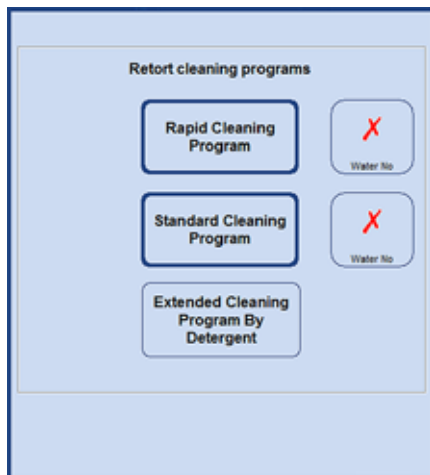 Retort cleaning programs
Rapid Cleaning
Program
Water No
Standard Cleaning
Program
Water No
Extended Cleaning
Program By
Detergent